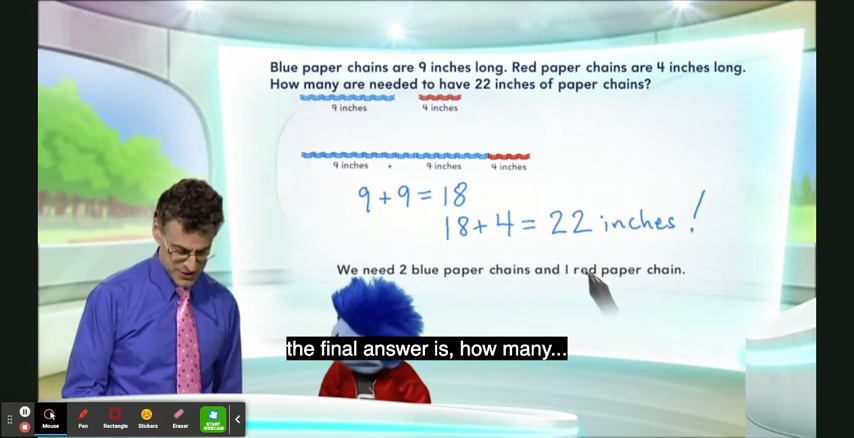 Blue paper chains are 9 inches long. Red paper chains are 4 inches long.
How many are needed to have 22 inches of paper chains?
9 inches 4 inches
9 inches + 9 inches 4 inches
9 + 9 = 18
18 + 4 = 22 inches!
We need 2 blue paper chains and 1 red paper chain.
the final answer is, how many...
Mouse Pen Rectangle Stickers Eraser START WEBCAM